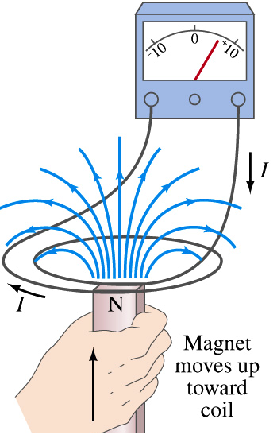 0
-10
-10
I
I
N
Magnet
moves up
toward
coil